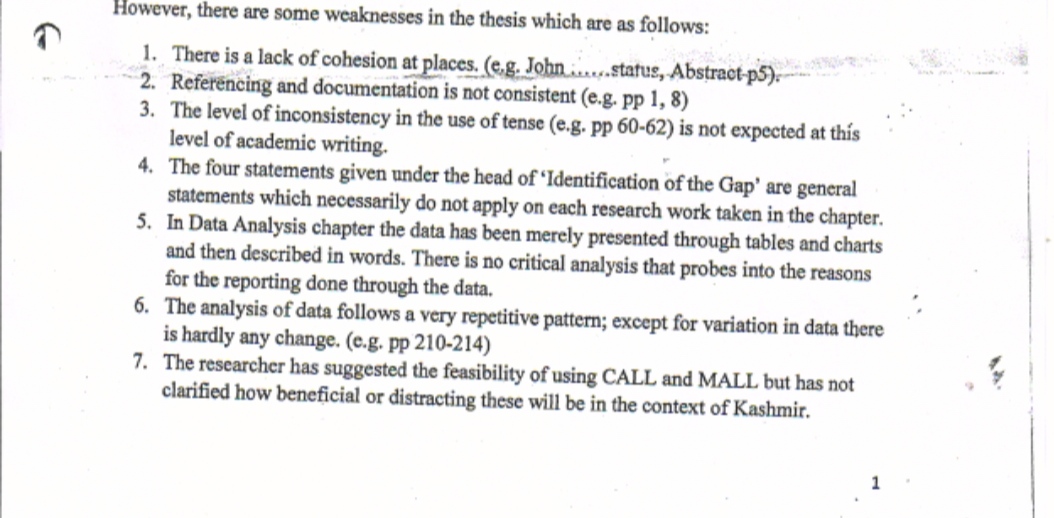 However, there are some weaknesses in the thesis which are as follows:
1. There is a lack of cohesion at places. (e.g. John ......status, Abstract-p5).
2. Referencing and documentation is not consistent (e.g. pp 1, 8)
3. The level of inconsistency in the use of tense (e.g. pp 60-62) is not expected at this
level of academic writing.
4. The four statements given under the head of ‘Identification of the Gap’ are general
statements which necessarily do not apply on each research work taken in the chapter.
5. In Data Analysis chapter the data has been merely presented through tables and charts
and then described in words. There is no critical analysis that probes into the reasons
for the reporting done through the data.
6. The analysis of data follows a very repetitive pattern; except for variation in data there
is hardly any change. (e.g. pp 210-214)
7. The researcher has suggested the feasibility of using CALL and MALL but has not
clarified how beneficial or distracting these will be in the context of Kashmir.
1